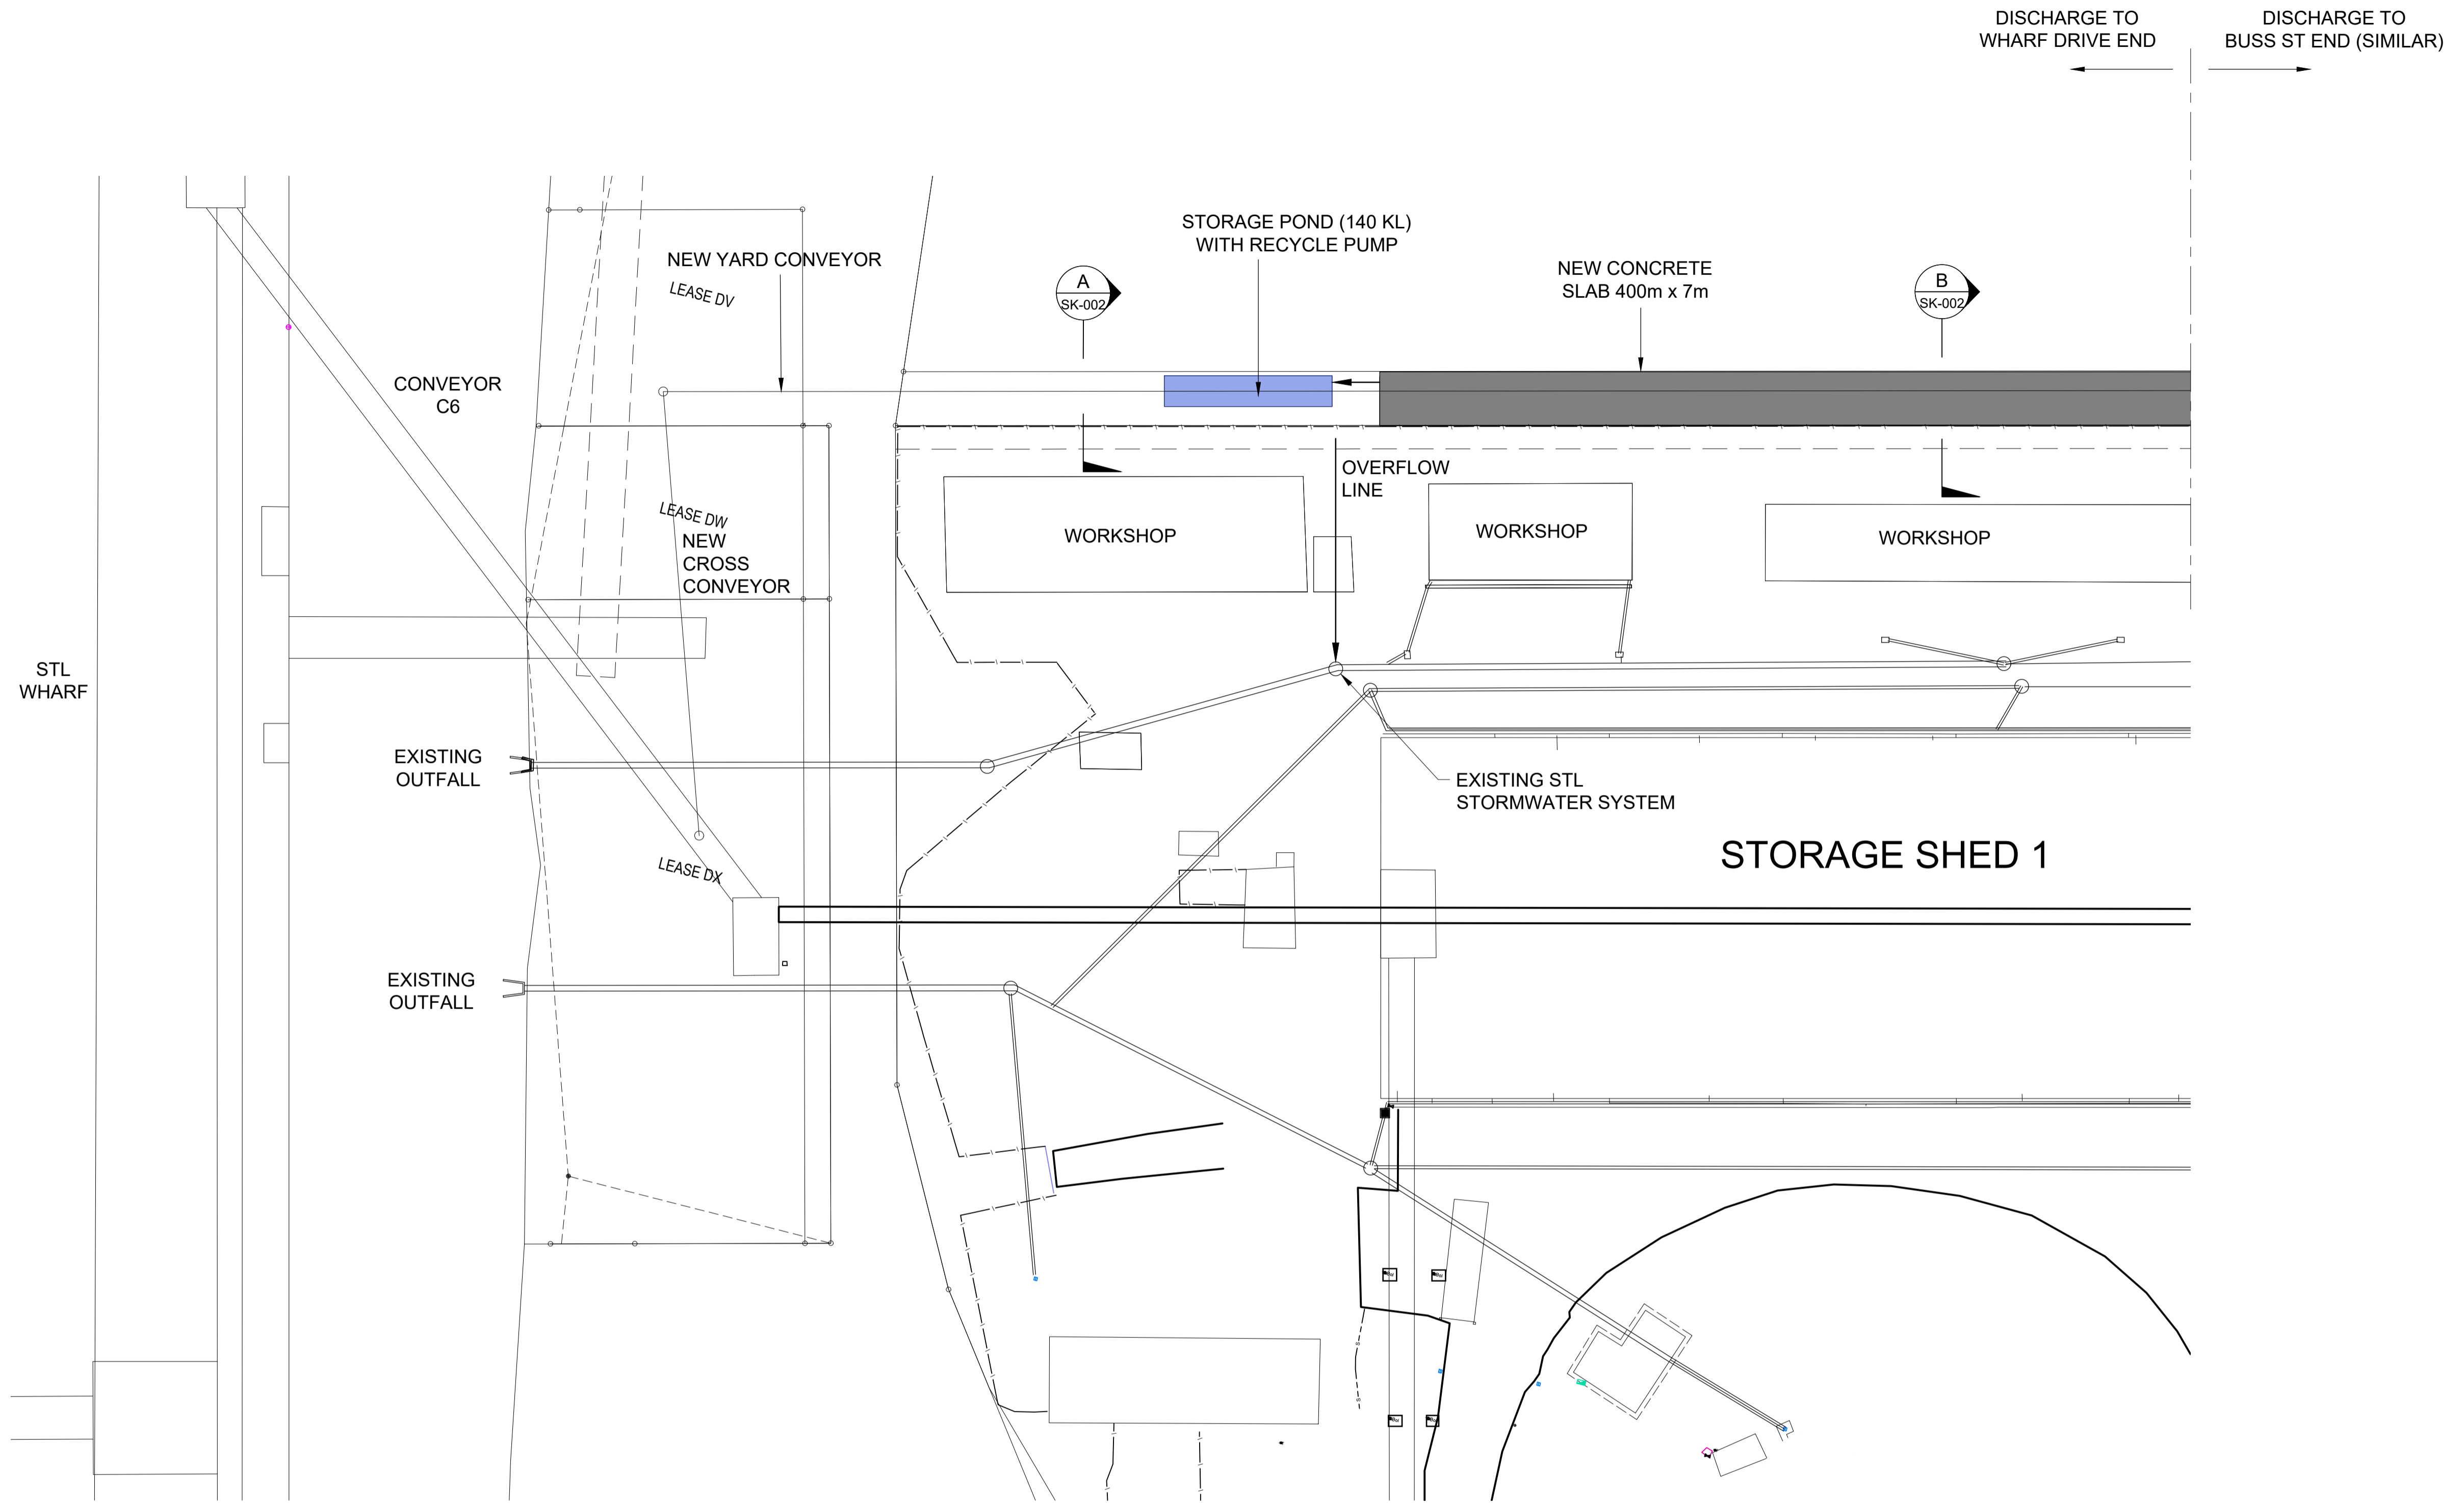 DISCHARGE TO
WHARF DRIVE END
DISCHARGE TO
BUSS ST END (SIMILAR)
STORAGE POND (140 KL)
WITH RECYCLE PUMP
NEW YARD CONVEYOR
LEASE DV
A
SK-002
NEW CONCRETE
SLAB 400m x 7m
B
SK-002
CONVEYOR
C6
OVERFLOW
LINE
LEASE DW
NEW
CROSS
CONVEYOR
WORKSHOP
WORKSHOP
WORKSHOP
STL
WHARF
EXISTING
OUTFALL
EXISTING STL
STORMWATER SYSTEM
STORAGE SHED 1
LEASE DX
EXISTING
OUTFALL